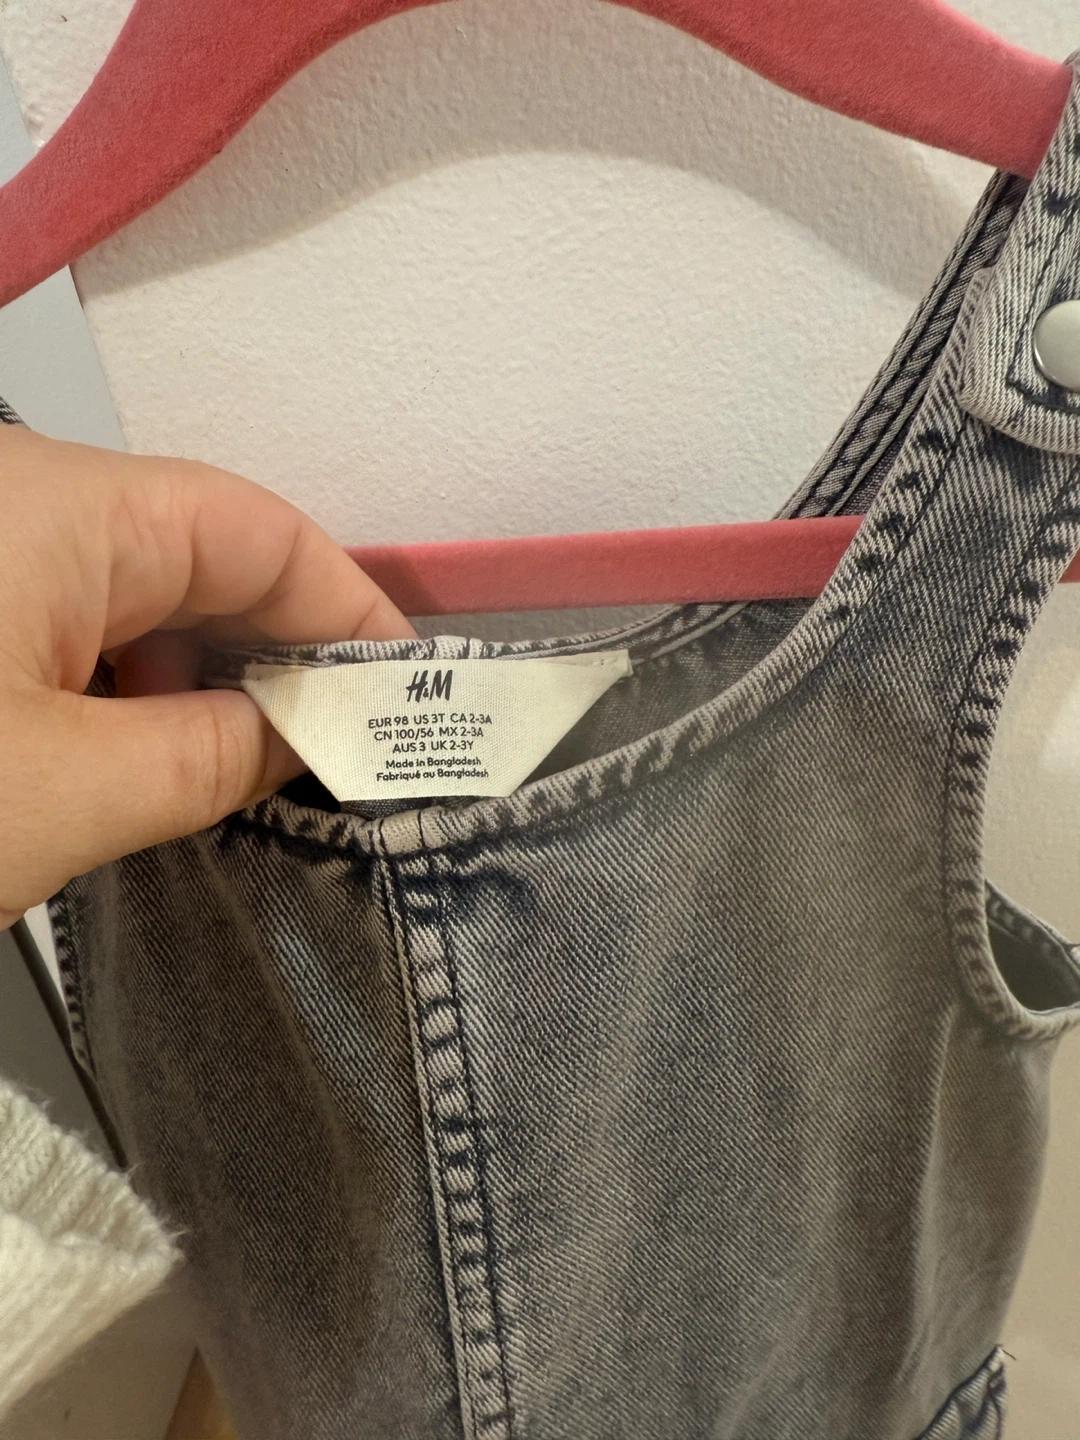 H&M
EUR 98 US 3T CA 2-3A
CN 100/56 MX 2-3A
AUS 3 UK 2-3Y
Made in Bangladesh
Fabriqué au Bangladesh